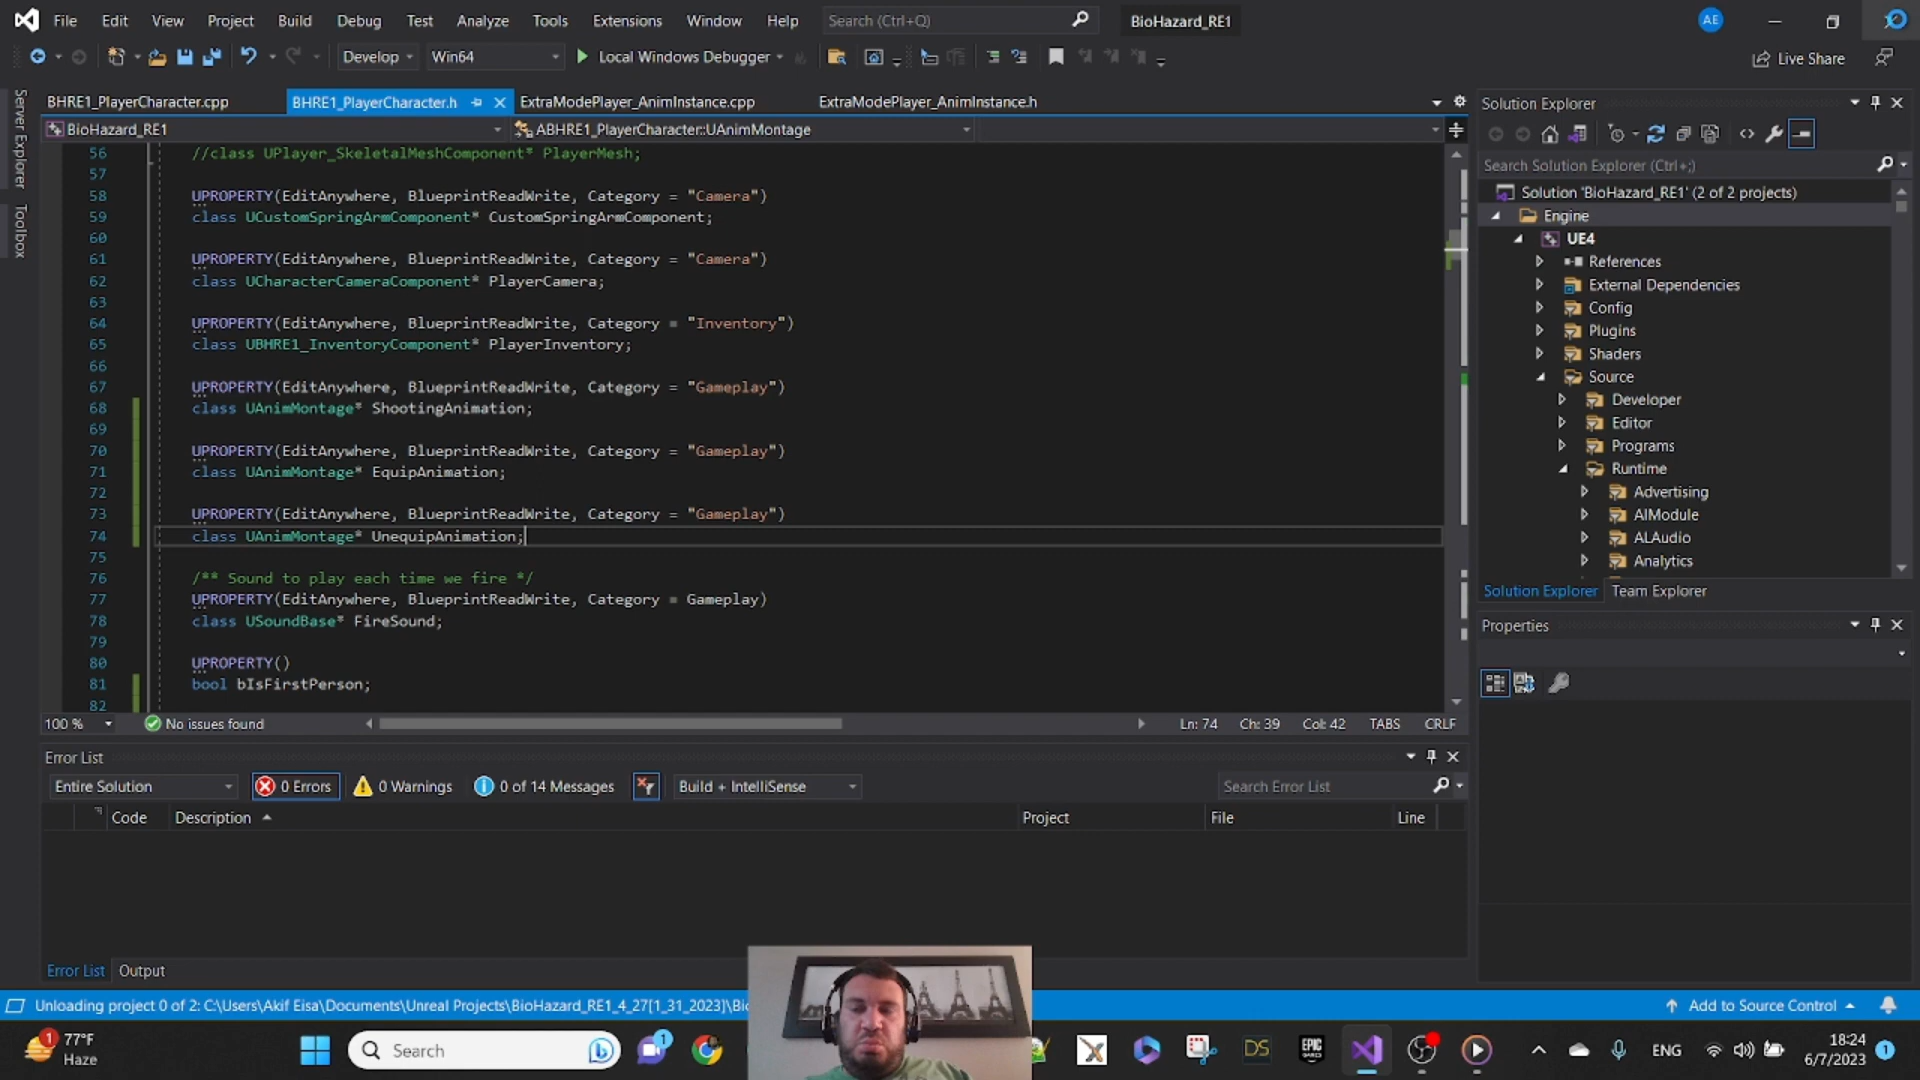 File Edit View Project Build Debug Test Analyze Tools Extensions Window Help Search (Ctrl+Q) BioHazard_RE1 AE
Develop Win64 Local Windows Debugger Live Share
Server Explorer
Toolbox
BHRE1_PlayerCharacter.cpp BHRE1_PlayerCharacter.h ExtraModePlayer_AnimInstance.cpp ExtraModePlayer_AnimInstance.h
BioHazard_RE1 ABHRE1_PlayerCharacter::UAnimMontage
56 //class UPlayer_SkeletalMeshComponent* PlayerMesh;
57
58 UPROPERTY(EditAnywhere, BlueprintReadWrite, Category = "Camera")
59 class UCustomSpringArmComponent* CustomSpringArmComponent;
60
61 UPROPERTY(EditAnywhere, BlueprintReadWrite, Category = "Camera")
62 class UCharacterCameraComponent* PlayerCamera;
63
64 UPROPERTY(EditAnywhere, BlueprintReadWrite, Category = "Inventory")
65 class UBHRE1_InventoryComponent* PlayerInventory;
66
67 UPROPERTY(EditAnywhere, BlueprintReadWrite, Category = "Gameplay")
68 class UAnimMontage* ShootingAnimation;
69
70 UPROPERTY(EditAnywhere, BlueprintReadWrite, Category = "Gameplay")
71 class UAnimMontage* EquipAnimation;
72
73 UPROPERTY(EditAnywhere, BlueprintReadWrite, Category = "Gameplay")
74 class UAnimMontage* UnequipAnimation;
75
76 /** Sound to play each time we fire */
77 UPROPERTY(EditAnywhere, BlueprintReadWrite, Category = Gameplay)
78 class USoundBase* FireSound;
79
80 UPROPERTY()
81 bool bIsFirstPerson;
82
100 % No issues found Ln: 74 Ch: 39 Col: 42 TABS CRLF
Error List
Entire Solution 0 Errors 0 Warnings 0 of 14 Messages Build + IntelliSense Search Error List
Code Description Project File Line
Error List Output
Solution Explorer
Search Solution Explorer (Ctrl+;)
Solution 'BioHazard_RE1' (2 of 2 projects)
Engine
UE4
References
External Dependencies
Config
Plugins
Shaders
Source
Developer
Editor
Programs
Runtime
Advertising
AIModule
ALAudio
Analytics
Solution Explorer Team Explorer
Properties
Unloading project 0 of 2: C:\Users\Akif Eisa\Documents\Unreal Projects\BioHazard_RE1_4_27[1_31_2023]\Bio Add to Source Control
1 77°F
Haze
Search 1 DS EPIC GAMES ENG 18:24
6/7/2023 1